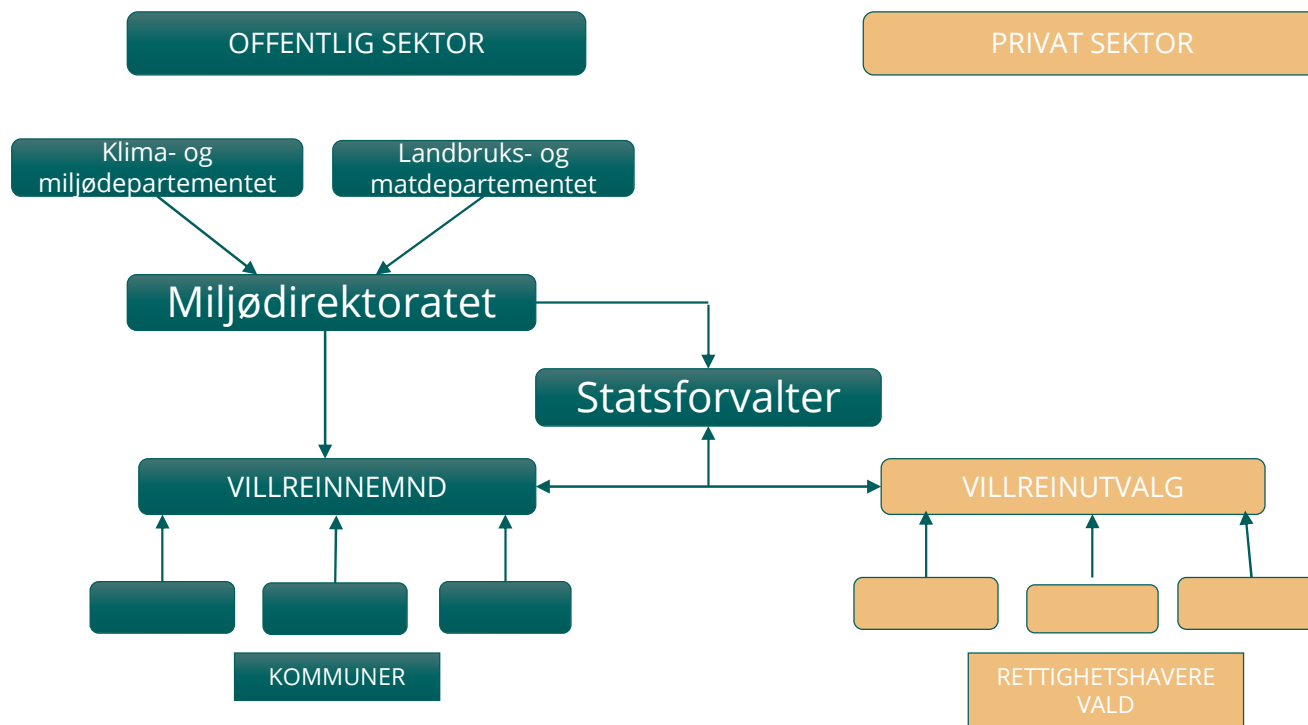 OFFENTLIG SEKTOR
PRIVAT SEKTOR
Klima- og
miljødepartementet
Landbruks- og
matdepartementet
Miljødirektoratet
Statsforvalter
VILLREINNEMND
VILLREINUTVALG
KOMMUNER
RETTIGHETSHAVERE
VALD